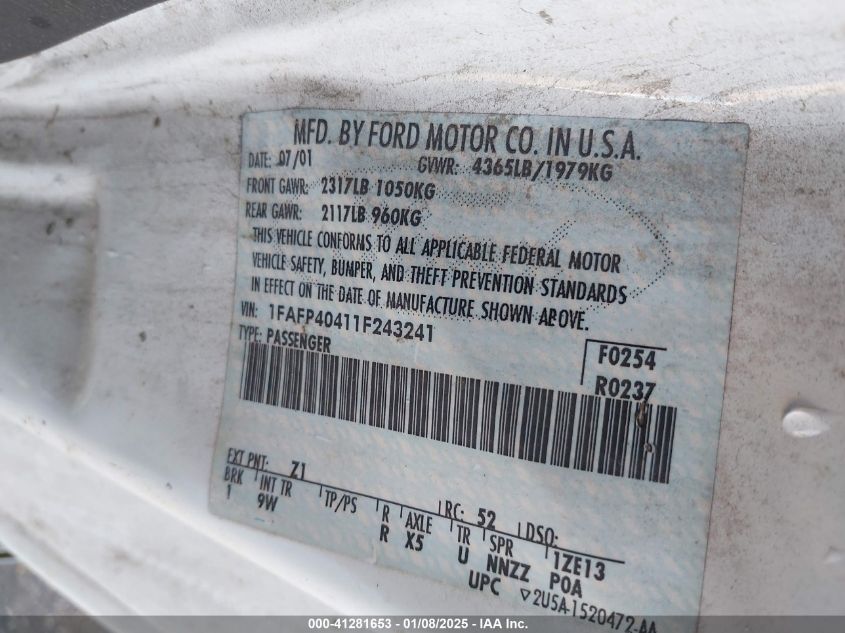 MFD. BY FORD MOTOR CO. IN U.S.A.
DATE: 07/01 GVWR: 4365LB/1979KG
FRONT GAWR: 2317LB 1050KG
REAR GAWR: 2117LB 960KG
THIS VEHICLE CONFORMS TO ALL APPLICABLE FEDERAL MOTOR
VEHICLE SAFETY, BUMPER, AND THEFT PREVENTION STANDARDS
IN EFFECT ON THE DATE OF MANUFACTURE SHOWN ABOVE.
VIN: 1FAFP40411F243241
TYPE: PASSENGER
F0254
R0237
EXT PNT: Z1 RC: 52 DSO:
BRK INT TR TP/PS R AXLE TR SPR 1ZE13
1 9W R X5 U NNZZ POA
UPC ▽2U5A-1520472-AA
000-41281653 - 01/08/2025 - IAAI Inc.